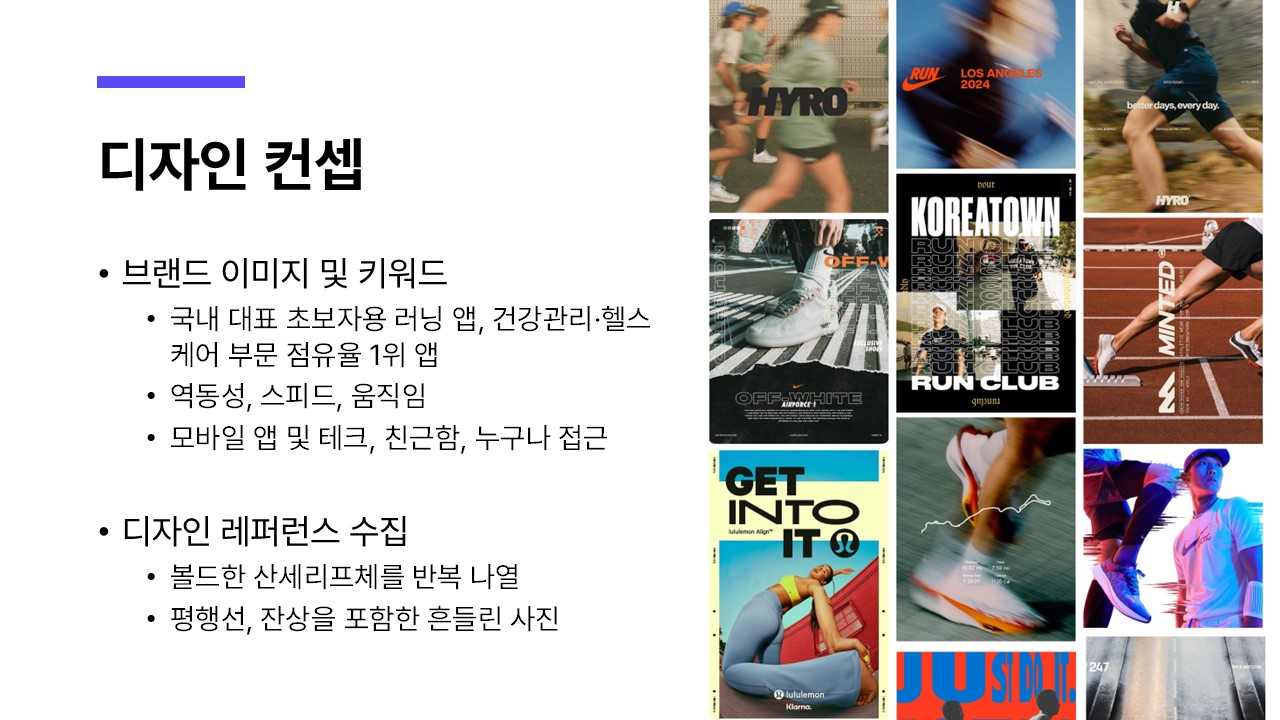 디자인 컨셉
• 브랜드 이미지 및 키워드
• 국내 대표 초보자용 러닝 앱, 건강관리·헬스
케어 부문 점유율 1위 앱
• 역동성, 스피드, 움직임
• 모바일 앱 및 테크, 친근함, 누구나 접근
• 디자인 레퍼런스 수집
• 볼드한 산세리프체를 반복 나열
• 평행선, 잔상을 포함한 흔들린 사진
HYRO
RUN
LOS ANGELES
2024
H
better days, every day.
HYRO
OFF-W
EXCLUSIVE
SHOES
OFF-WHITE
AIRFORCE 1
your
KOREATOWN
RUN CLUB
RUN CLUB
MINTED
GET
INTO
IT
lululemon Align™
lululemon
Klarna.
JU
ST DO IT.
247